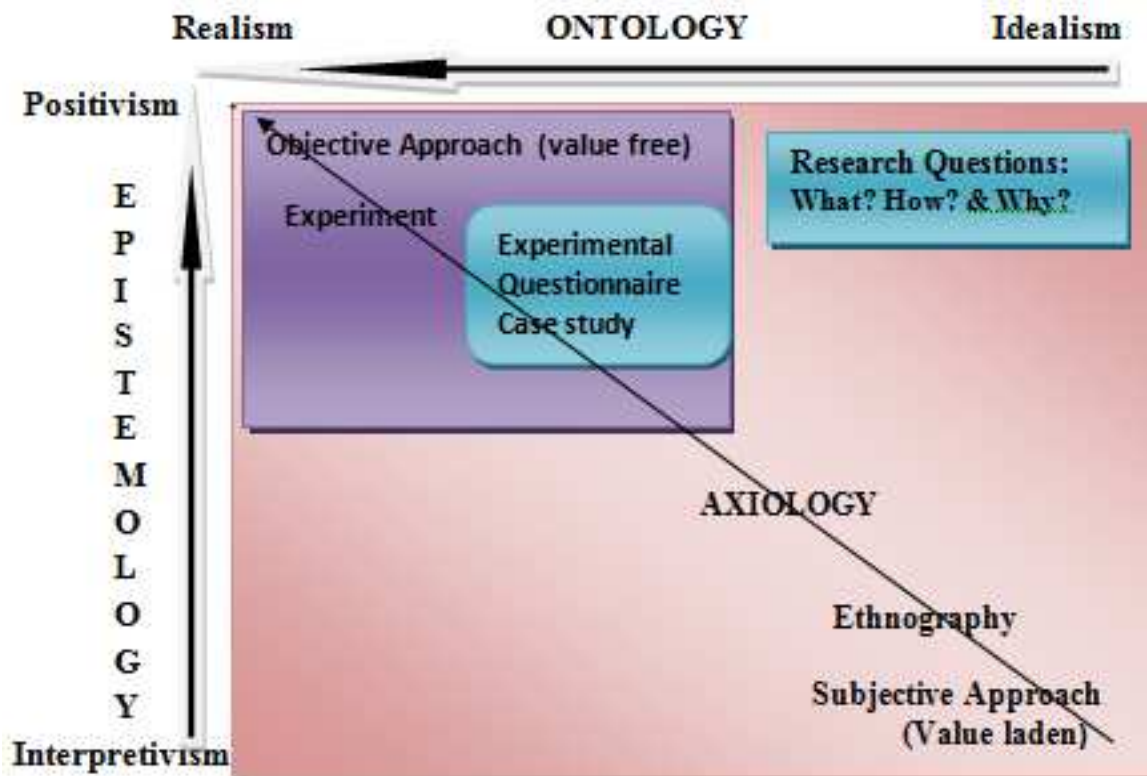 Realism ONTOLOGY Idealism
Positivism
EPISTEMOLOGY
Interpretivism
Objective Approach (value free)
Experiment
Experimental
Questionnaire
Case study
Research Questions:
What? How? & Why?
AXIOLOGY
Ethnography
Subjective Approach
(Value laden)